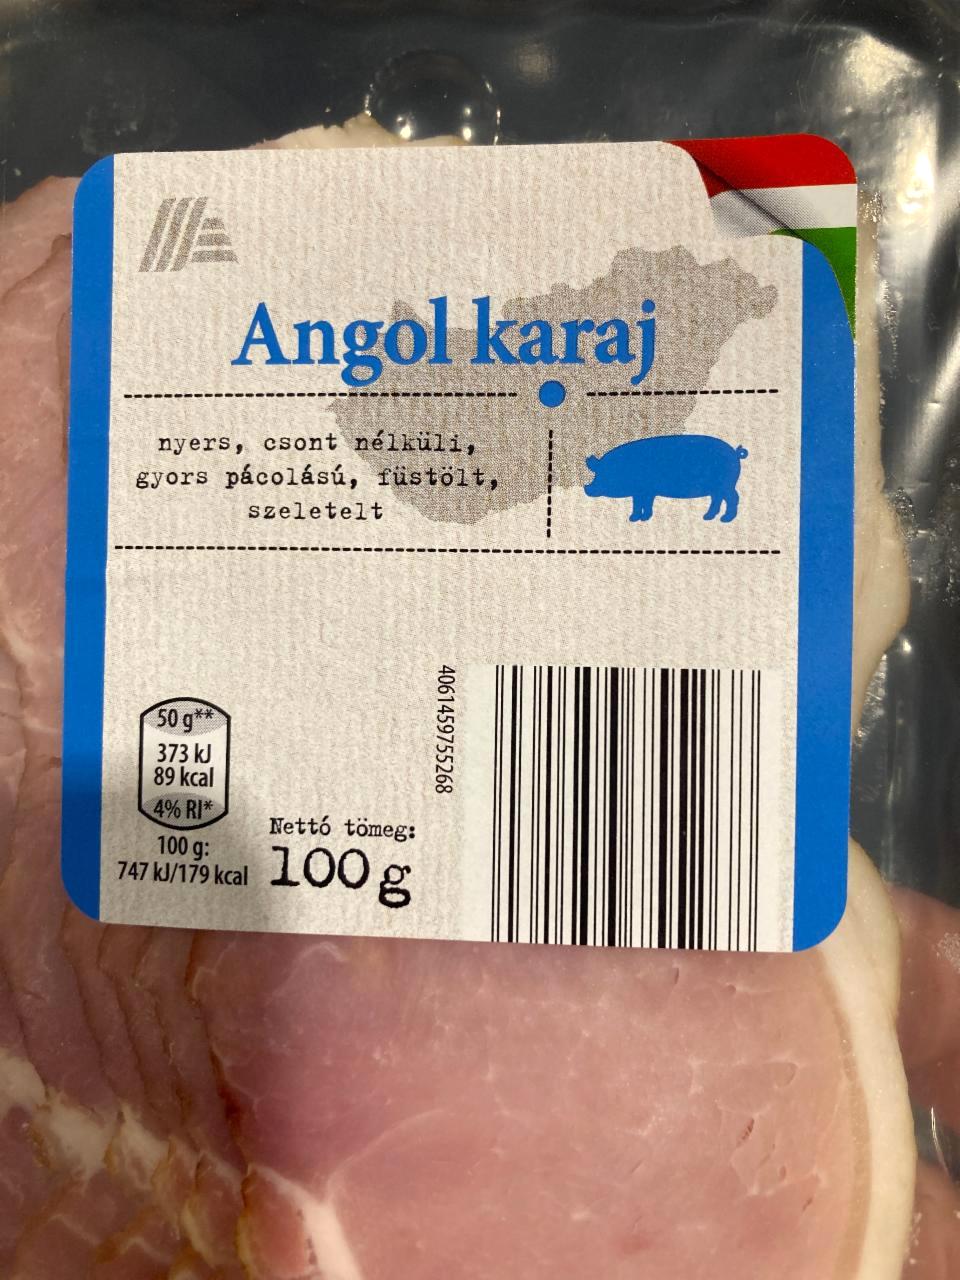 Angol karaj
nyers, csont nélküli,
gyors pácolású, füstölt,
szeletelt
50 g**
373 kJ
89 kcal
4% RI*
100 g:
747 kJ/179 kcal
Nettó tömeg:
100 g
4061459755268